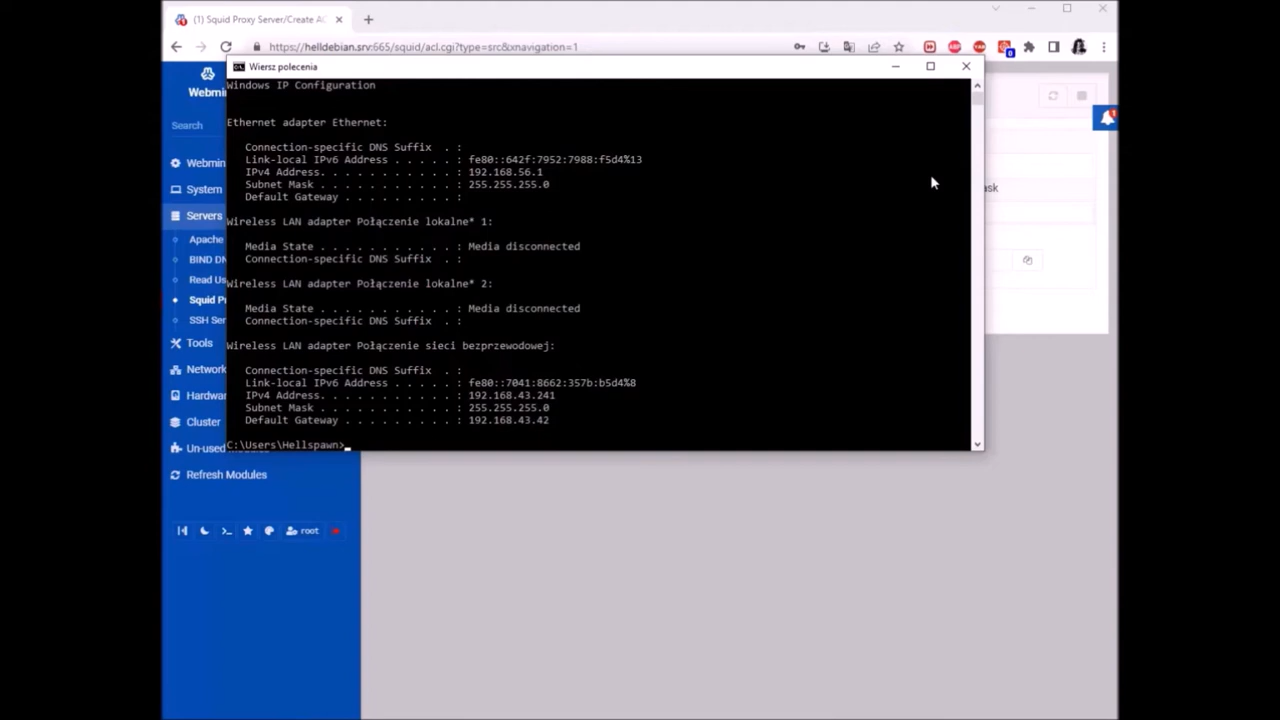 (1) Squid Proxy Server/Create AC
https://helldebian.srv:665/squid/acl.cgi?type=src&xnavigation=1
Wiersz polecenia
Windows IP Configuration
Ethernet adapter Ethernet:
Connection-specific DNS Suffix . :
Link-local IPv6 Address . . . . . : fe80::642f:7952:7988:f5d4%13
IPv4 Address. . . . . . . . . . . : 192.168.56.1
Subnet Mask . . . . . . . . . . . : 255.255.255.0
Default Gateway . . . . . . . . . :
Wireless LAN adapter Połączenie lokalne* 1:
Media State . . . . . . . . . . . : Media disconnected
Connection-specific DNS Suffix . :
Wireless LAN adapter Połączenie lokalne* 2:
Media State . . . . . . . . . . . : Media disconnected
Connection-specific DNS Suffix . :
Wireless LAN adapter Połączenie sieci bezprzewodowej:
Connection-specific DNS Suffix . :
Link-local IPv6 Address . . . . . : fe80::7041:8662:357b:b5d4%8
IPv4 Address. . . . . . . . . . . : 192.168.43.241
Subnet Mask . . . . . . . . . . . : 255.255.255.0
Default Gateway . . . . . . . . . : 192.168.43.42
C:\Users\Hellspawn>
Webmin
Search
Webmin
System
Servers
Apache
BIND DN
Read Us
Squid Pr
SSH Ser
Tools
Network
Hardwar
Cluster
Un-used
Refresh Modules
root
ask